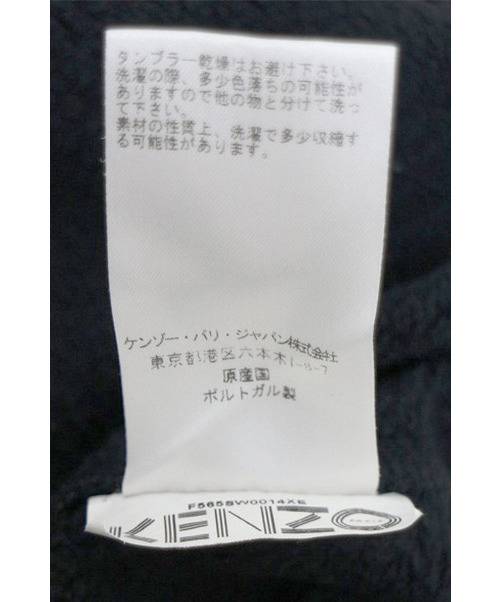 タンブラー乾燥はお避け下さい。
洗濯の際、多少色落ちの可能性が
ありますので他の物と分けて洗っ
て下さい。
素材の性質上、洗濯で多少収縮す
る可能性があります。
ケンゾー・パリ・ジャパン株式会社
東京都港区六本木
原産国
ポルトガル製
F565SW0014XE
KENZO